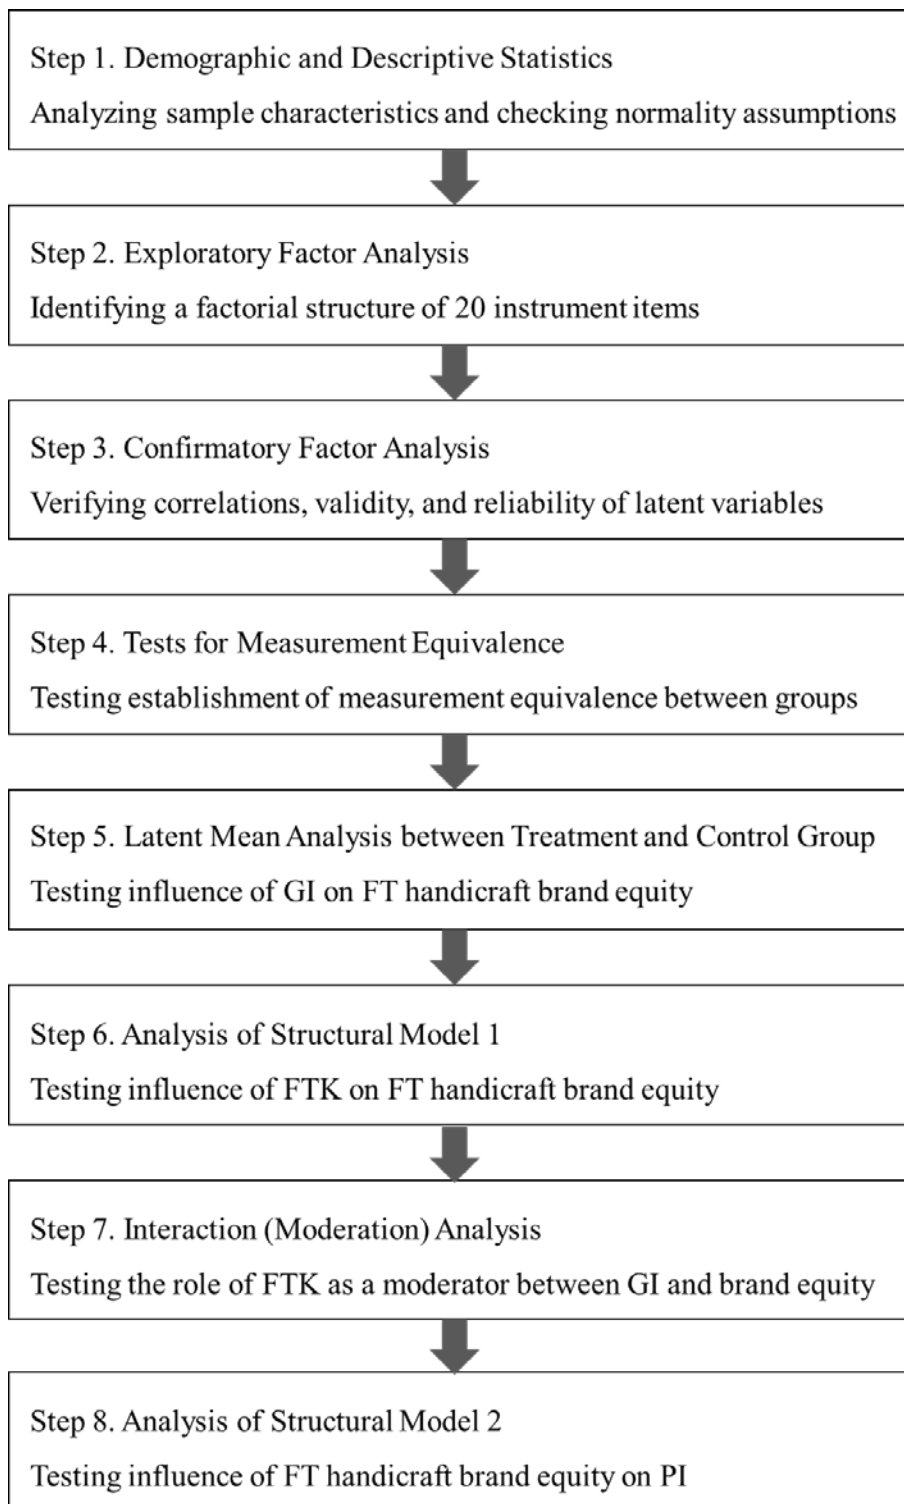 Step 1. Demographic and Descriptive Statistics
Analyzing sample characteristics and checking normality assumptions
Step 2. Exploratory Factor Analysis
Identifying a factorial structure of 20 instrument items
Step 3. Confirmatory Factor Analysis
Verifying correlations, validity, and reliability of latent variables
Step 4. Tests for Measurement Equivalence
Testing establishment of measurement equivalence between groups
Step 5. Latent Mean Analysis between Treatment and Control Group
Testing influence of GI on FT handicraft brand equity
Step 6. Analysis of Structural Model 1
Testing influence of FTK on FT handicraft brand equity
Step 7. Interaction (Moderation) Analysis
Testing the role of FTK as a moderator between GI and brand equity
Step 8. Analysis of Structural Model 2
Testing influence of FT handicraft brand equity on PI